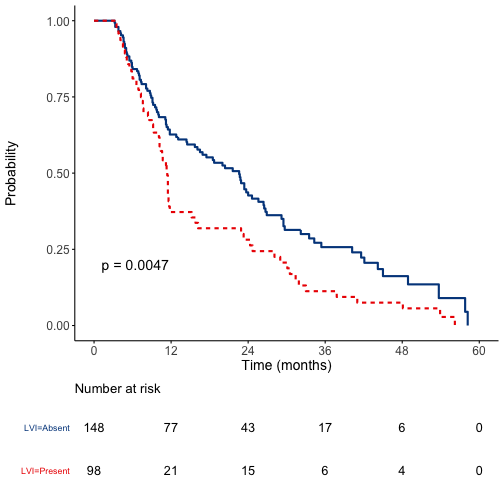 1.00
0.75
0.50
0.25
0.00
Probability
p = 0.0047
0 12 24 36 48 60
Time (months)
Number at risk
LVI=Absent 148 77 43 17 6 0
LVI=Present 98 21 15 6 4 0